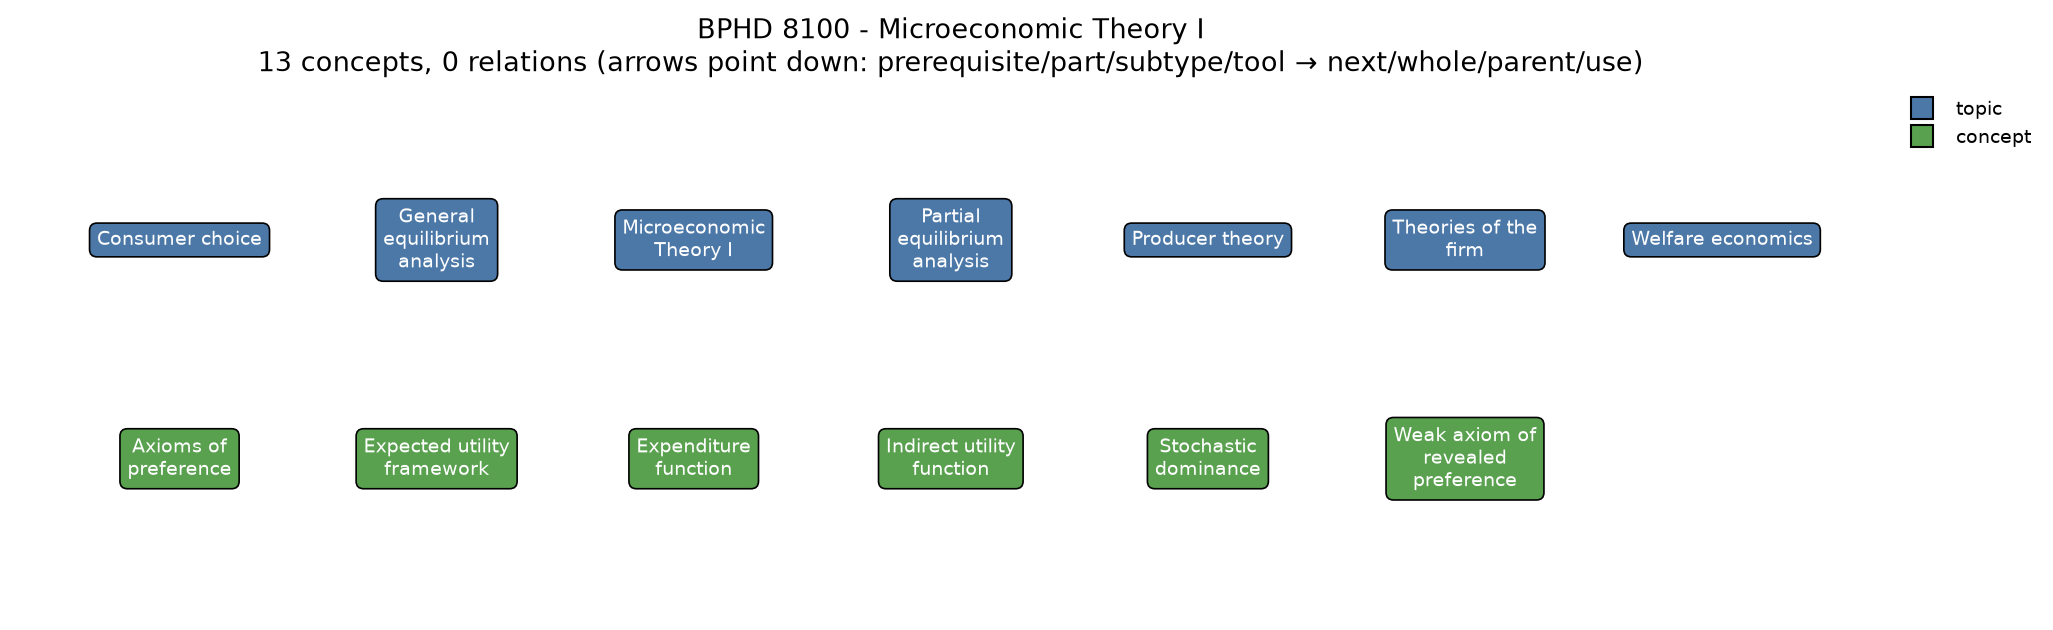 BPHD 8100 - Microeconomic Theory I
13 concepts, 0 relations (arrows point down: prerequisite/part/subtype/tool → next/whole/parent/use)
topic
concept
Consumer choice
General
equilibrium
analysis
Microeconomic
Theory I
Partial
equilibrium
analysis
Producer theory
Theories of the
firm
Welfare economics
Axioms of
preference
Expected utility
framework
Expenditure
function
Indirect utility
function
Stochastic
dominance
Weak axiom of
revealed
preference